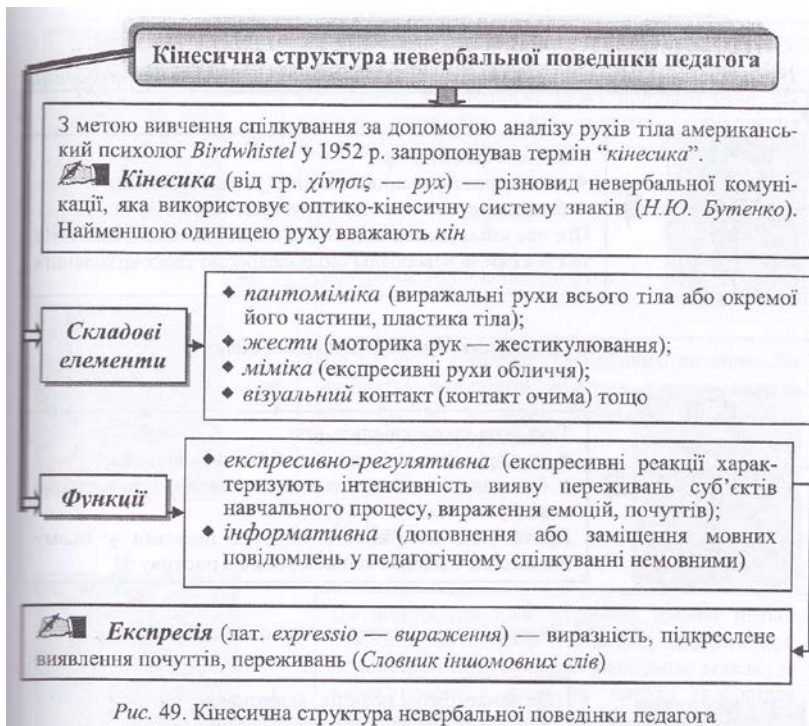 Кінесична структура невербальної поведінки педагога
З метою вивчення спілкування за допомогою аналізу рухів тіла американсь-
кий психолог Birdwhistel у 1952 р. запропонував термін “кінесика”.
Кінесика (від гр. χίνησις — рух) — різновид невербальної комуні-
кації, яка використовує оптико-кінесичну систему знаків (Н.Ю. Бутенко).
Найменшою одиницею руху вважають кін
Складові
елементи
◆ пантоміміка (виражальні рухи всього тіла або окремої
його частини, пластика тіла);
◆ жести (моторика рук — жестикулювання);
◆ міміка (експресивні рухи обличчя);
◆ візуальний контакт (контакт очима) тощо
Функції
◆ експресивно-регулятивна (експресивні реакції харак-
теризують інтенсивність вияву переживань суб’єктів
навчального процесу, вираження емоцій, почуттів);
◆ інформативна (доповнення або заміщення мовних
повідомлень у педагогічному спілкуванні немовними)
Експресія (лат. expressio — вираження) — виразність, підкреслене
виявлення почуттів, переживань (Словник іншомовних слів)
Рис. 49. Кінесична структура невербальної поведінки педагога